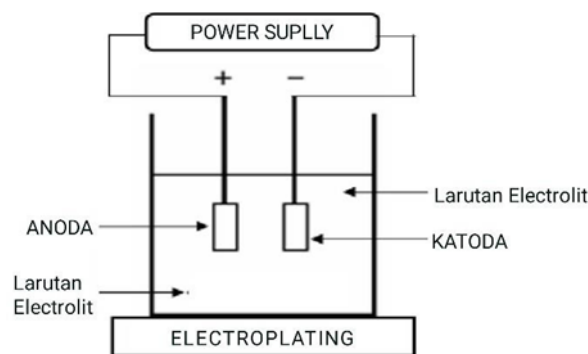 POWER SUPLLY
+ −
Larutan Electrolit
ANODA
KATODA
Larutan
Electrolit
ELECTROPLATING